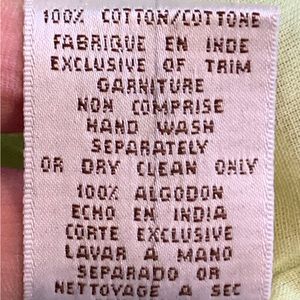 100% COTTON/COTTONE
FABRIQUE EN INDE
EXCLUSIVE OF TRIM
GARNITURE
NON COMPRISE
HAND WASH
SEPARATELY
OR DRY CLEAN ONLY
100% ALGODON
ECHO EN INDIA
CORTE EXCLUSIVE
LAVAR A MANO
SEPARADO OR
NETTOYAGE A SEC